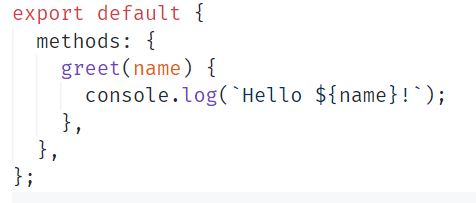 export default {
  methods: {
    greet(name) {
      console.log(`Hello ${name}!`);
    },
  },
};